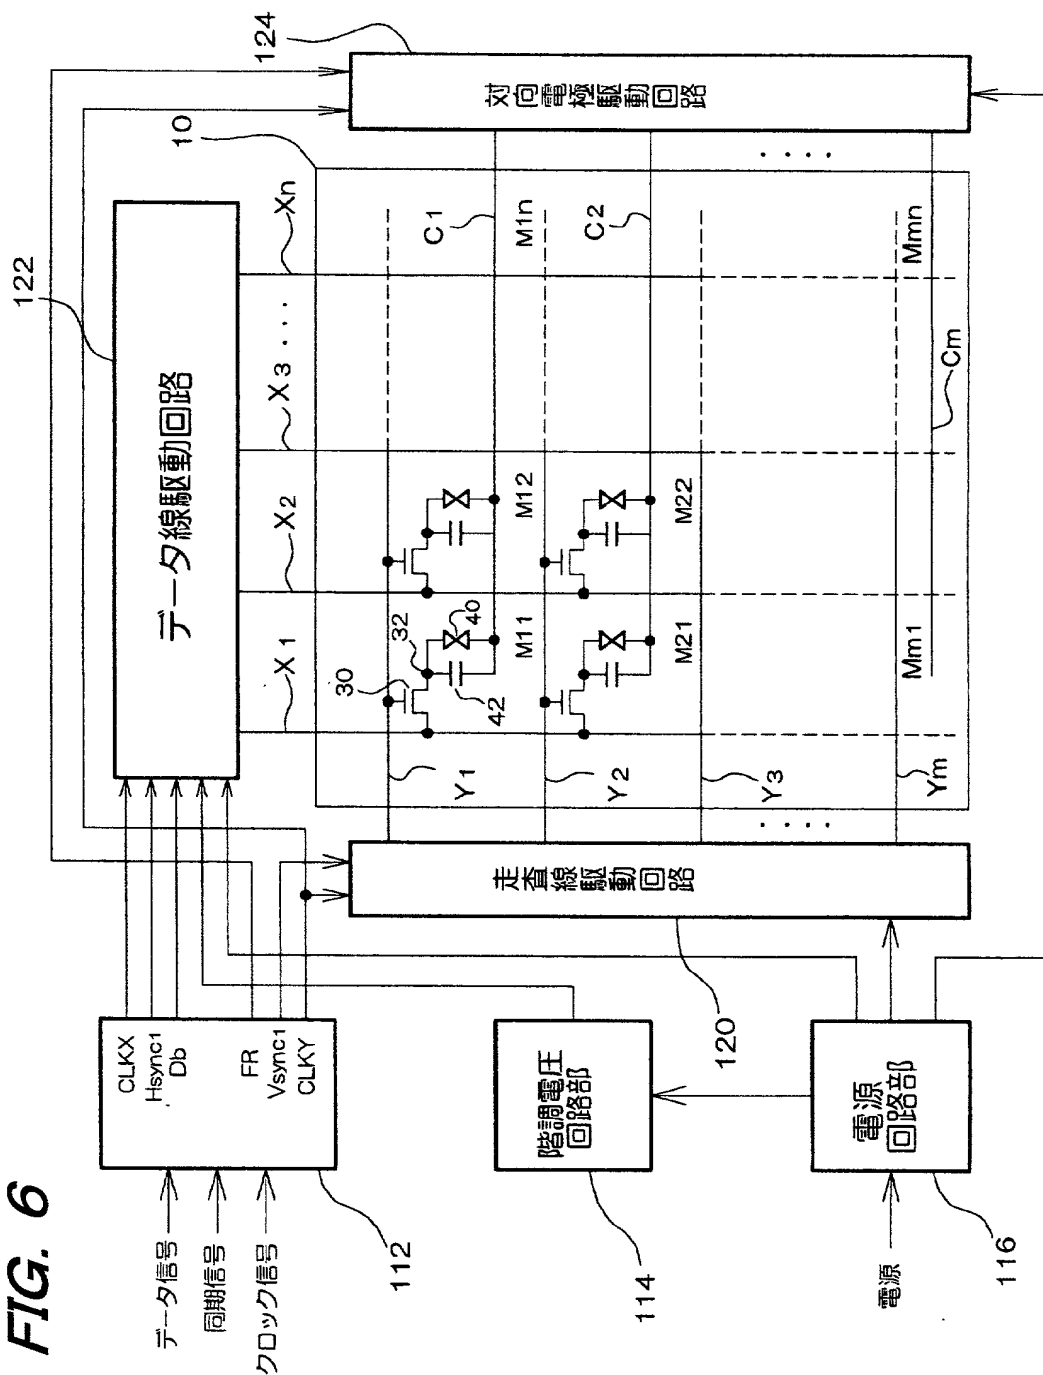 FIG. 6
データ信号
同期信号
クロック信号
112
CLKX
Hsync1
Db
FR
Vsync1
CLKY
122
データ線駆動回路
X1
X2
X3
....
Xn
10
124
対向電極駆動回路
114
階調電圧
回路部
120
走査線駆動回路
電源
116
電源
回路部
Y1
Y2
Y3
....
Ym
30
32
40
42
M11
M12
M1n
M21
M22
Mm1
Mmn
C1
C2
....
Cm